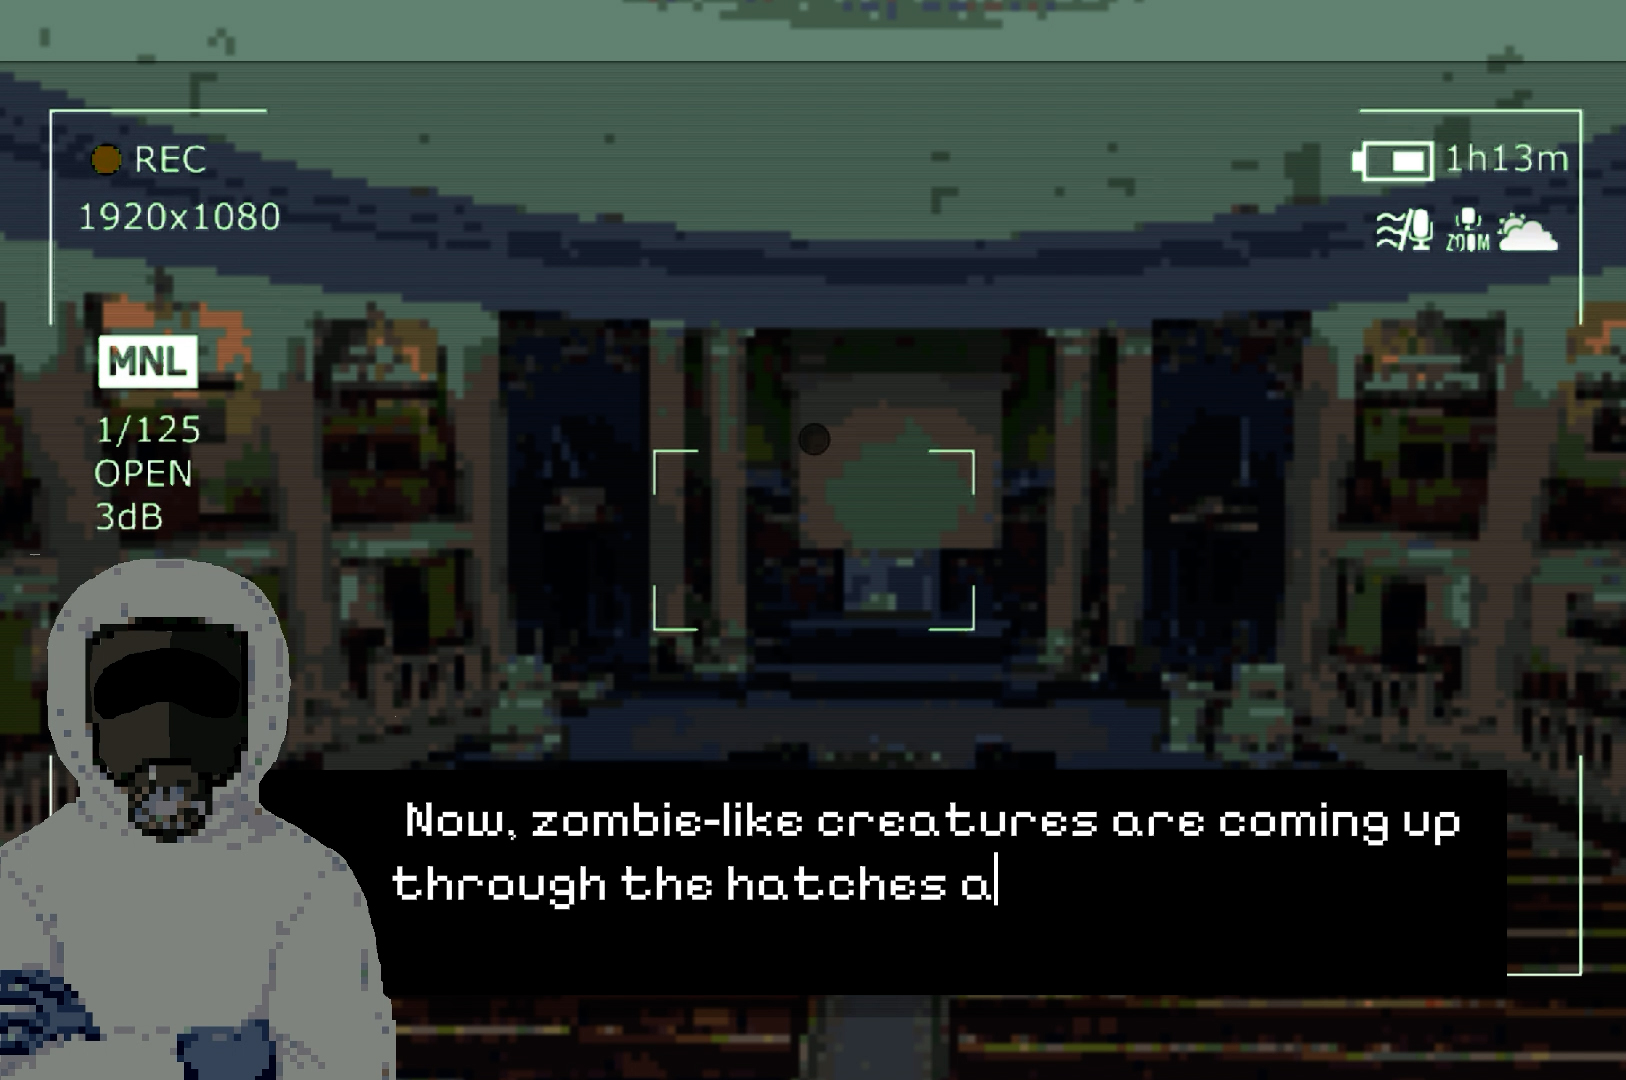 REC
1920x1080
1h13m
ZOOM
MNL
1/125
OPEN
3dB
Now, zombie-like creatures are coming up
through the hatches a